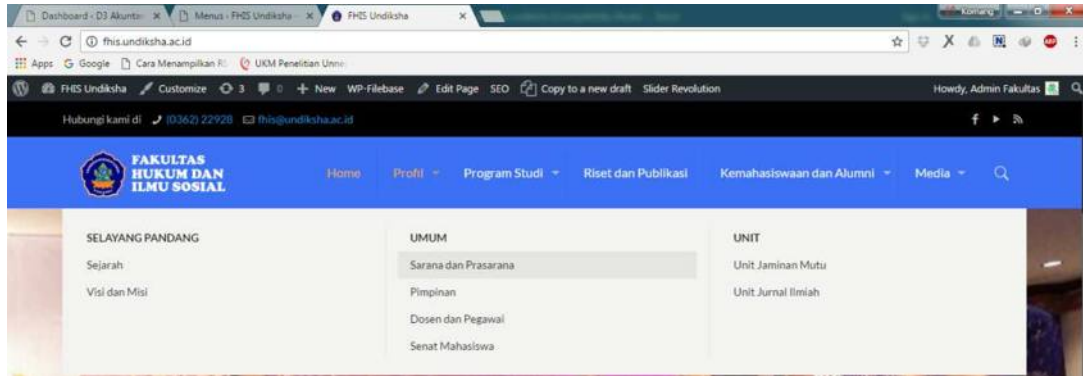 Dashboard ‹ D3 Akuntan
Menus ‹ FHIS Undiksha
FHIS Undiksha
Komang
fhis.undiksha.ac.id
Apps Google Cara Menampilkan UKM Penelitian Unne
FHIS Undiksha Customize 3 0 New WP-Filebase Edit Page SEO Copy to a new draft Slider Revolution Howdy, Admin Fakultas
Hubungi kami di (0362) 22928 fhis@undiksha.ac.id
FAKULTAS
HUKUM DAN
ILMU SOSIAL
Home Profil Program Studi Riset dan Publikasi Kemahasiswaan dan Alumni Media
SELAYANG PANDANG
Sejarah
Visi dan Misi
UMUM
Sarana dan Prasarana
Pimpinan
Dosen dan Pegawai
Senat Mahasiswa
UNIT
Unit Jaminan Mutu
Unit Jurnal Ilmiah